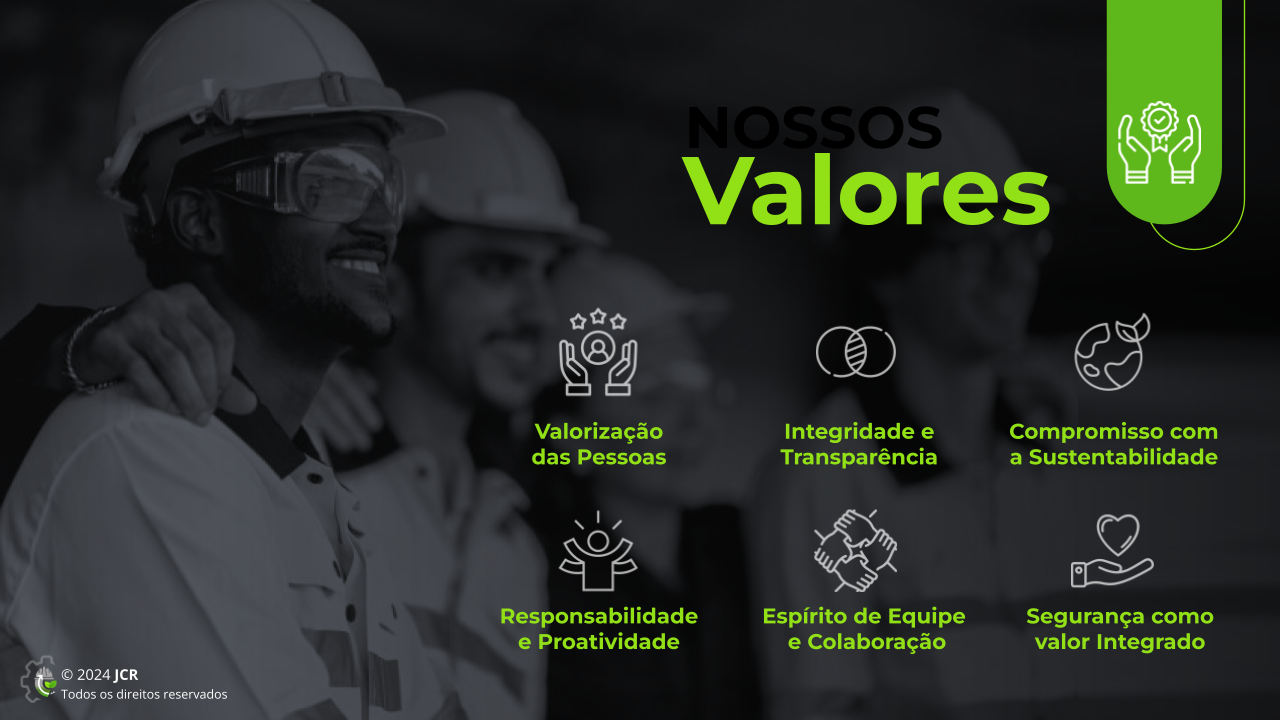 NOSSOS
Valores
Valorização
das Pessoas
Integridade e
Transparência
Compromisso com
a Sustentabilidade
Responsabilidade
e Proatividade
Espírito de Equipe
e Colaboração
Segurança como
valor Integrado
© 2024 JCR
Todos os direitos reservados